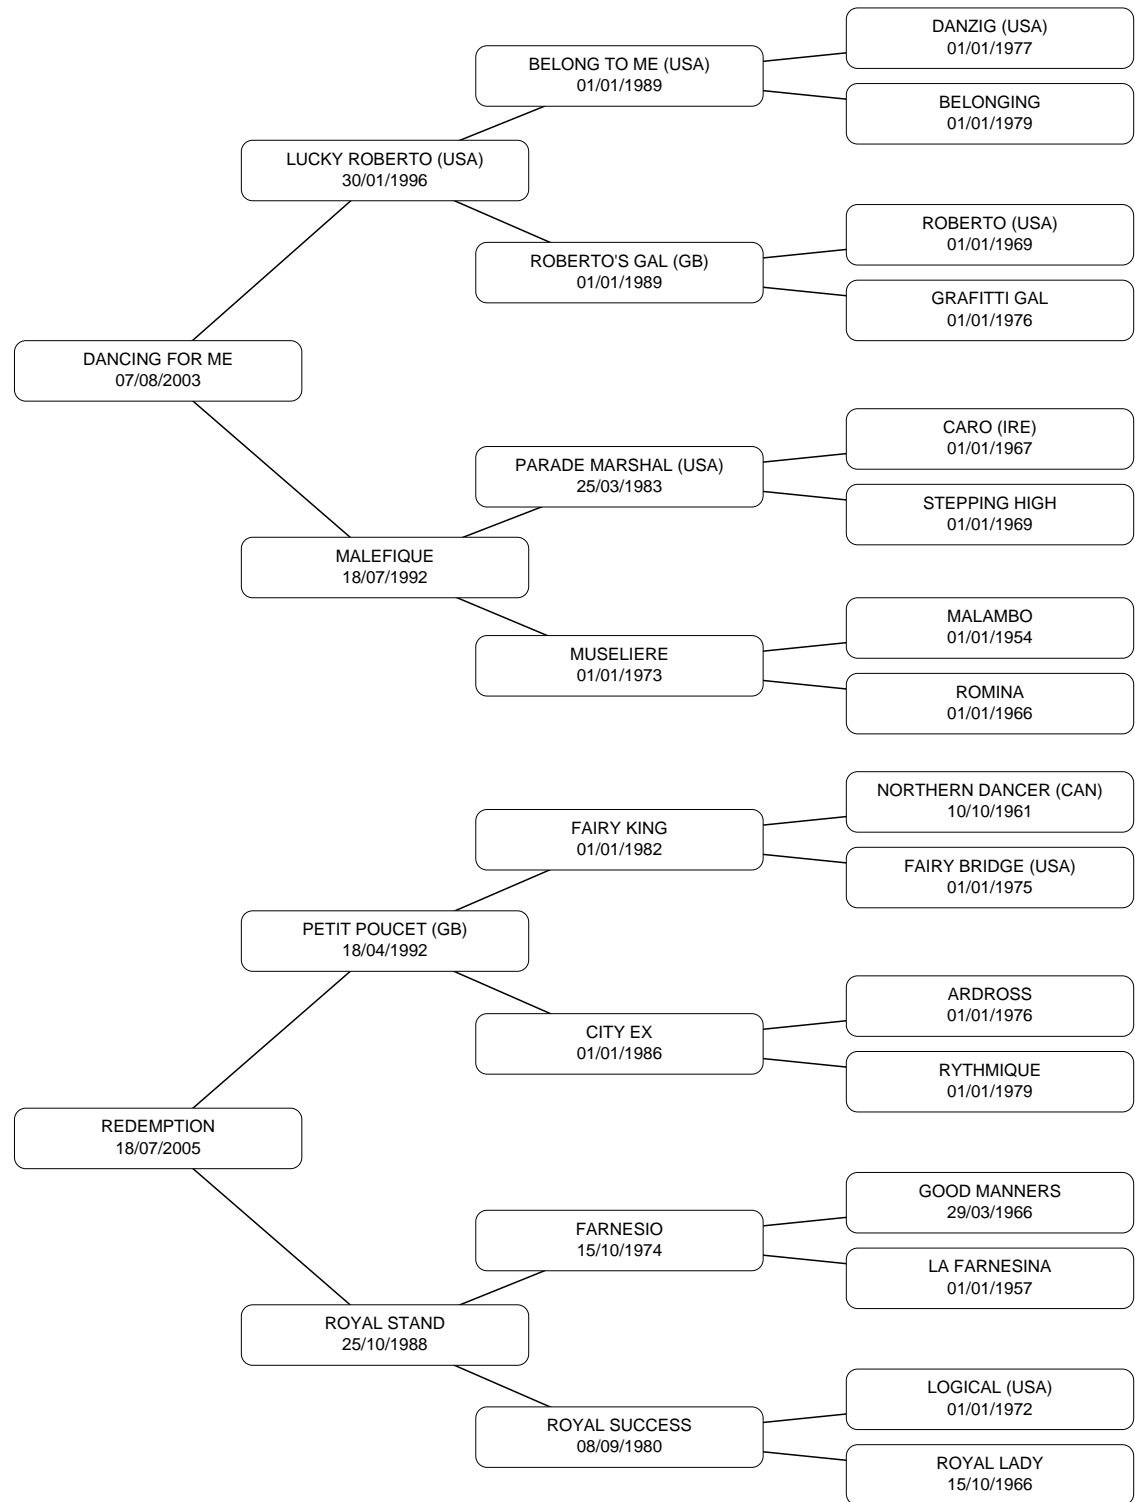 DANZIG (USA)
01/01/1977
BELONG TO ME (USA)
01/01/1989
BELONGING
01/01/1979
LUCKY ROBERTO (USA)
30/01/1996
ROBERTO (USA)
01/01/1969
ROBERTO'S GAL (GB)
01/01/1989
GRAFITTI GAL
01/01/1976
DANCING FOR ME
07/08/2003
CARO (IRE)
01/01/1967
PARADE MARSHAL (USA)
25/03/1983
STEPPING HIGH
01/01/1969
MALEFIQUE
18/07/1992
MALAMBO
01/01/1954
MUSELIERE
01/01/1973
ROMINA
01/01/1966
NORTHERN DANCER (CAN)
10/10/1961
FAIRY KING
01/01/1982
FAIRY BRIDGE (USA)
01/01/1975
PETIT POUCET (GB)
18/04/1992
ARDROSS
01/01/1976
CITY EX
01/01/1986
RYTHMIQUE
01/01/1979
REDEMPTION
18/07/2005
GOOD MANNERS
29/03/1966
FARNESIO
15/10/1974
LA FARNESINA
01/01/1957
ROYAL STAND
25/10/1988
LOGICAL (USA)
01/01/1972
ROYAL SUCCESS
08/09/1980
ROYAL LADY
15/10/1966